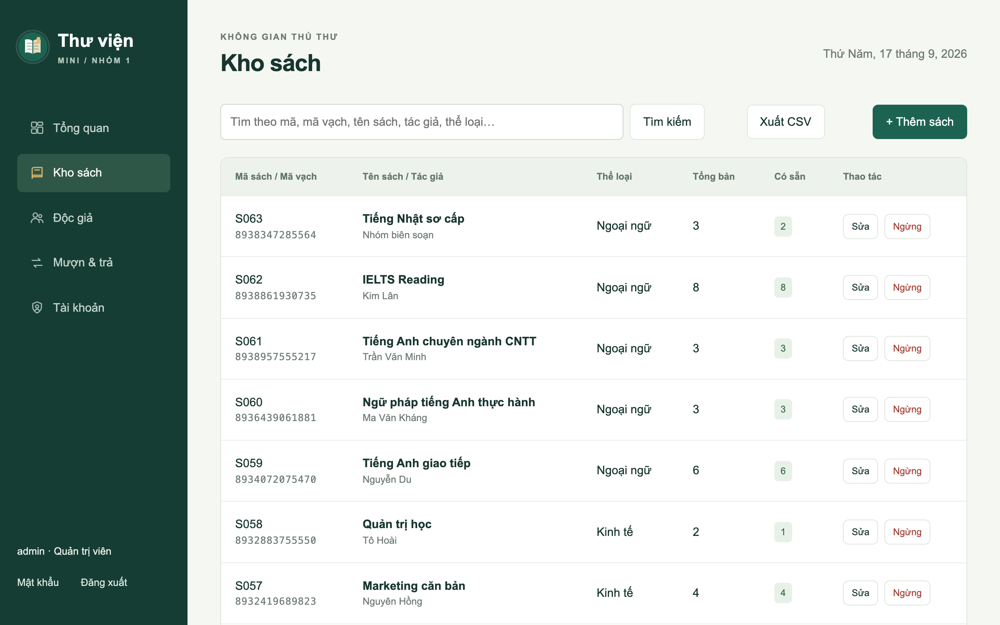 Thư viện
MINI / NHÓM 1
Tổng quan
Kho sách
Độc giả
Mượn & trả
Tài khoản
admin · Quản trị viên
Mật khẩu Đăng xuất
KHÔNG GIAN THỦ THƯ
Kho sách
Thứ Năm, 17 tháng 9, 2026
Tìm theo mã, mã vạch, tên sách, tác giả, thể loại… Tìm kiếm Xuất CSV + Thêm sách
Mã sách / Mã vạch Tên sách / Tác giả Thể loại Tổng bản Có sẵn Thao tác
S063 Tiếng Nhật sơ cấp Ngoại ngữ 3 2 Sửa Ngừng
8938347285564 Nhóm biên soạn
S062 IELTS Reading Ngoại ngữ 8 8 Sửa Ngừng
8938861930735 Kim Lân
S061 Tiếng Anh chuyên ngành CNTT Ngoại ngữ 3 3 Sửa Ngừng
8938957555217 Trần Văn Minh
S060 Ngữ pháp tiếng Anh thực hành Ngoại ngữ 3 3 Sửa Ngừng
8936439061881 Ma Văn Kháng
S059 Tiếng Anh giao tiếp Ngoại ngữ 6 6 Sửa Ngừng
8934072075470 Nguyễn Du
S058 Quản trị học Kinh tế 2 1 Sửa Ngừng
8932883755550 Tô Hoài
S057 Marketing căn bản Kinh tế 4 4 Sửa Ngừng
8932419689823 Nguyên Hồng